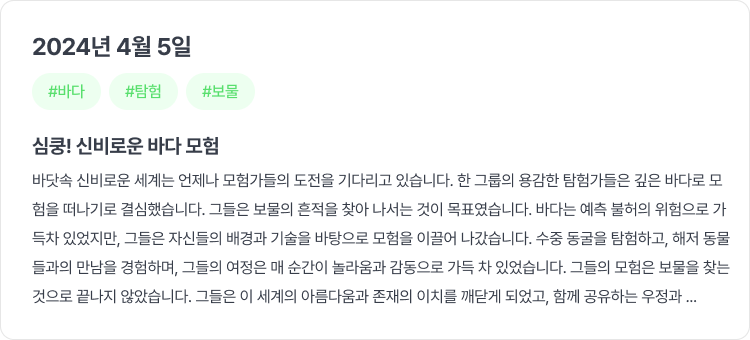 2024년 4월 5일
#바다 #탐험 #보물
심쿵! 신비로운 바다 모험
바닷속 신비로운 세계는 언제나 모험가들의 도전을 기다리고 있습니다. 한 그룹의 용감한 탐험가들은 깊은 바다로 모
험을 떠나기로 결심했습니다. 그들은 보물의 흔적을 찾아 나서는 것이 목표였습니다. 바다는 예측 불허의 위험으로 가
득차 있었지만, 그들은 자신들의 배경과 기술을 바탕으로 모험을 이끌어 나갔습니다. 수중 동굴을 탐험하고, 해저 동물
들과의 만남을 경험하며, 그들의 여정은 매 순간이 놀라움과 감동으로 가득 차 있었습니다. 그들의 모험은 보물을 찾는
것으로 끝나지 않았습니다. 그들은 이 세계의 아름다움과 존재의 이치를 깨닫게 되었고, 함께 공유하는 우정과 ...